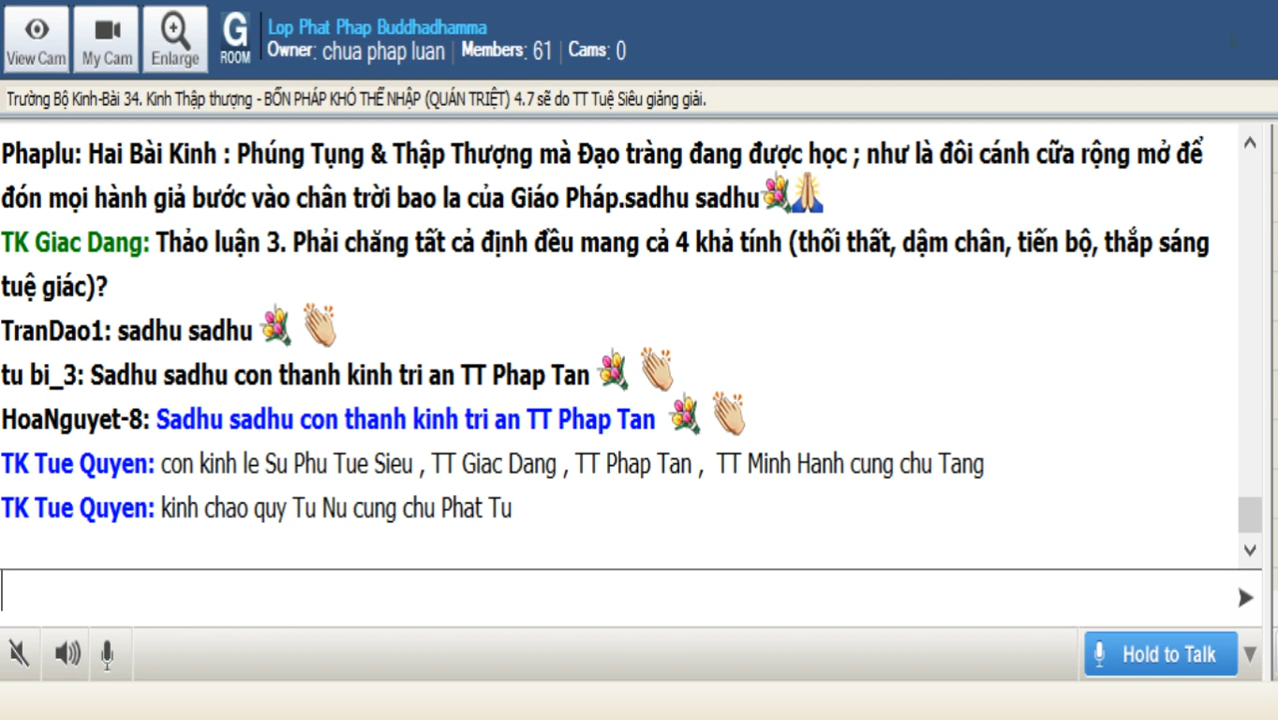 View Cam
My Cam
Enlarge
G
ROOM
Lop Phat Phap Buddhadhamma
Owner: chua phap luan | Members: 61 | Cams: 0
Trường Bộ Kinh-Bài 34. Kinh Thập thượng - BỐN PHÁP KHÓ THỂ NHẬP (QUÁN TRIỆT) 4.7 sẽ do TT Tuệ Siêu giảng giải.
Phaplu: Hai Bài Kinh : Phúng Tụng & Thập Thượng mà Đạo tràng đang được học ; như là đôi cánh cữa rộng mở để
đón mọi hành giả bước vào chân trời bao la của Giáo Pháp.sadhu sadhu
TK Giac Dang: Thảo luận 3. Phải chăng tất cả định đều mang cả 4 khả tính (thối thất, dậm chân, tiến bộ, thắp sáng
tuệ giác)?
TranDao1: sadhu sadhu
tu bi_3: Sadhu sadhu con thanh kinh tri an TT Phap Tan
HoaNguyet-8: Sadhu sadhu con thanh kinh tri an TT Phap Tan
TK Tue Quyen: con kinh le Su Phu Tue Sieu , TT Giac Dang , TT Phap Tan , TT Minh Hanh cung chu Tang
TK Tue Quyen: kinh chao quy Tu Nu cung chu Phat Tu
Hold to Talk